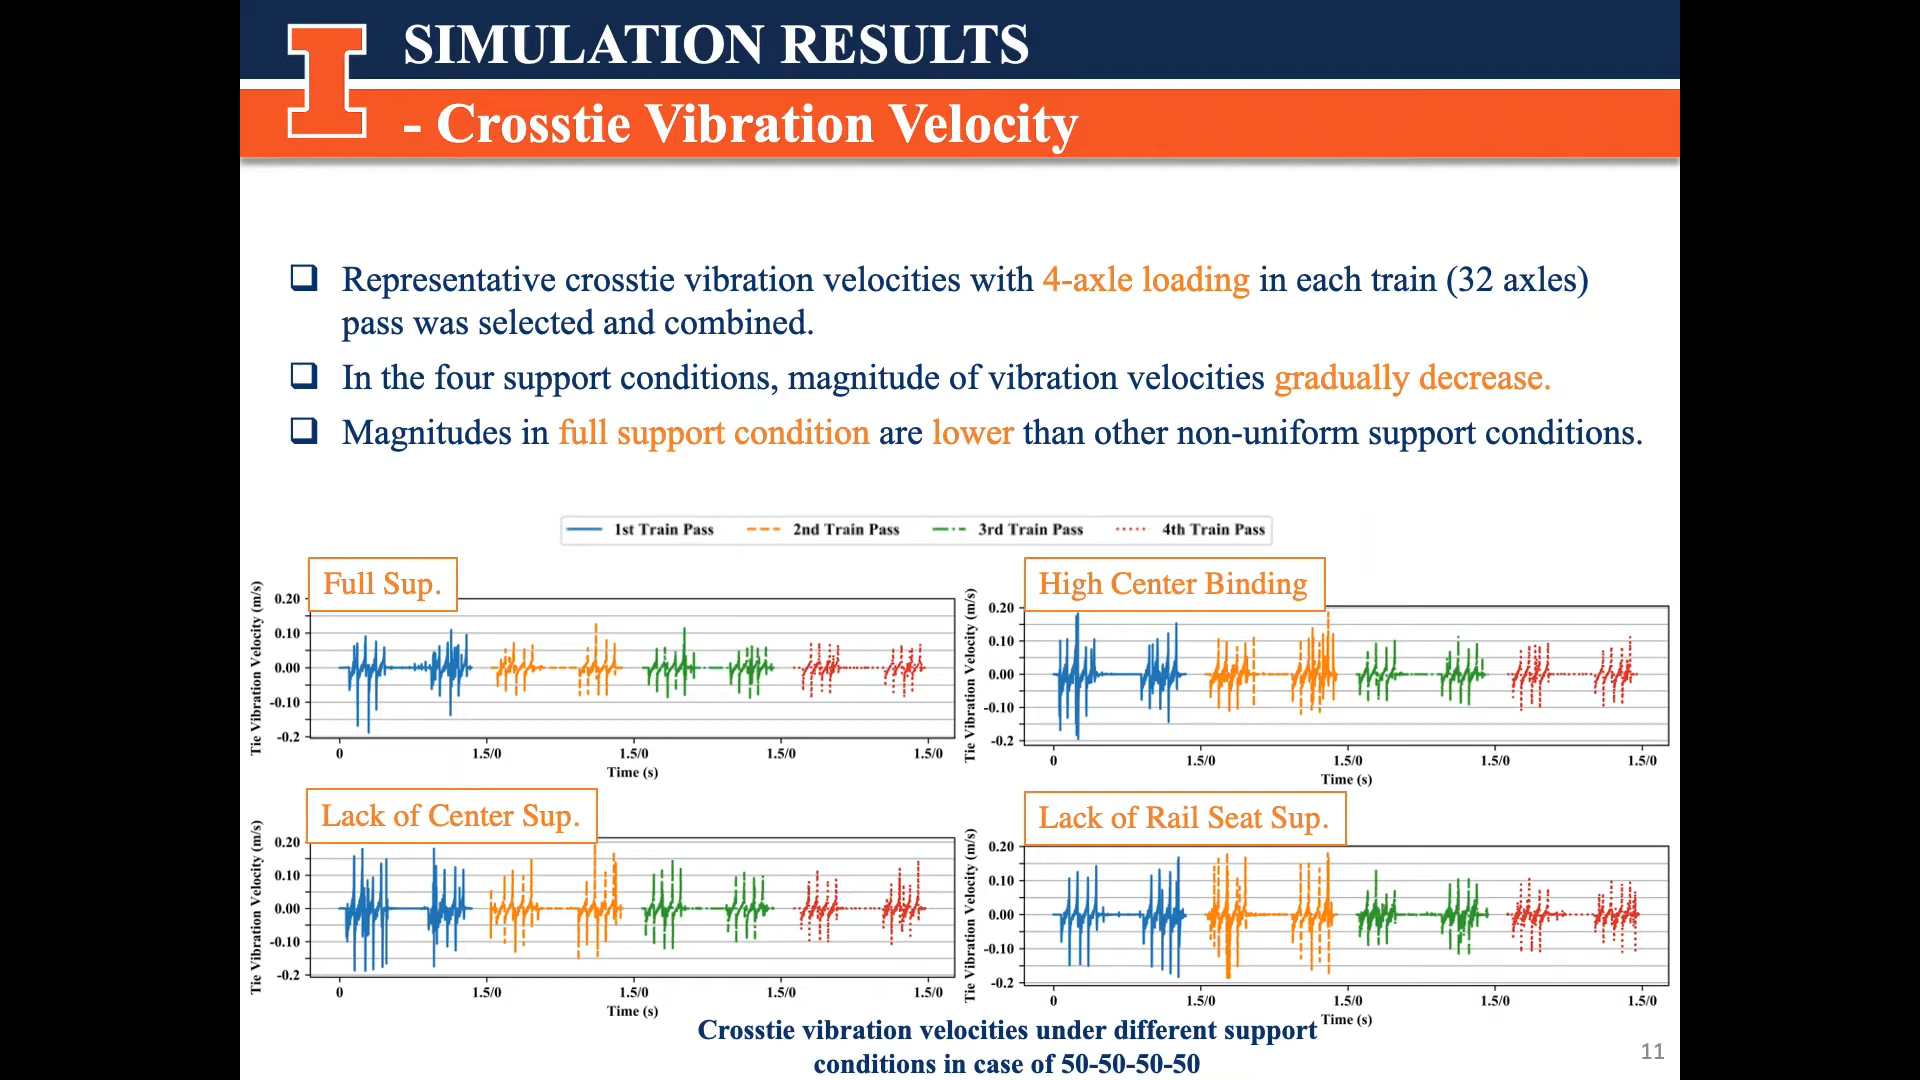 SIMULATION RESULTS
- Crosstie Vibration Velocity
Representative crosstie vibration velocities with 4-axle loading in each train (32 axles)
pass was selected and combined.
In the four support conditions, magnitude of vibration velocities gradually decrease.
Magnitudes in full support condition are lower than other non-uniform support conditions.
1st Train Pass 2nd Train Pass 3rd Train Pass 4th Train Pass
Full Sup.
Tie Vibration Velocity (m/s)
0.20
0.10
0.00
-0.10
-0.2
0 1.5/0 1.5/0 1.5/0 1.5/0
Time (s)
High Center Binding
Tie Vibration Velocity (m/s)
0.20
0.10
0.00
-0.10
-0.2
0 1.5/0 1.5/0 1.5/0 1.5/0
Time (s)
Lack of Center Sup.
Tie Vibration Velocity (m/s)
0.20
0.10
0.00
-0.10
-0.2
0 1.5/0 1.5/0 1.5/0 1.5/0
Time (s)
Lack of Rail Seat Sup.
Tie Vibration Velocity (m/s)
0.20
0.10
0.00
-0.10
-0.2
0 1.5/0 1.5/0 1.5/0 1.5/0
Time (s)
Crosstie vibration velocities under different support
conditions in case of 50-50-50-50
11